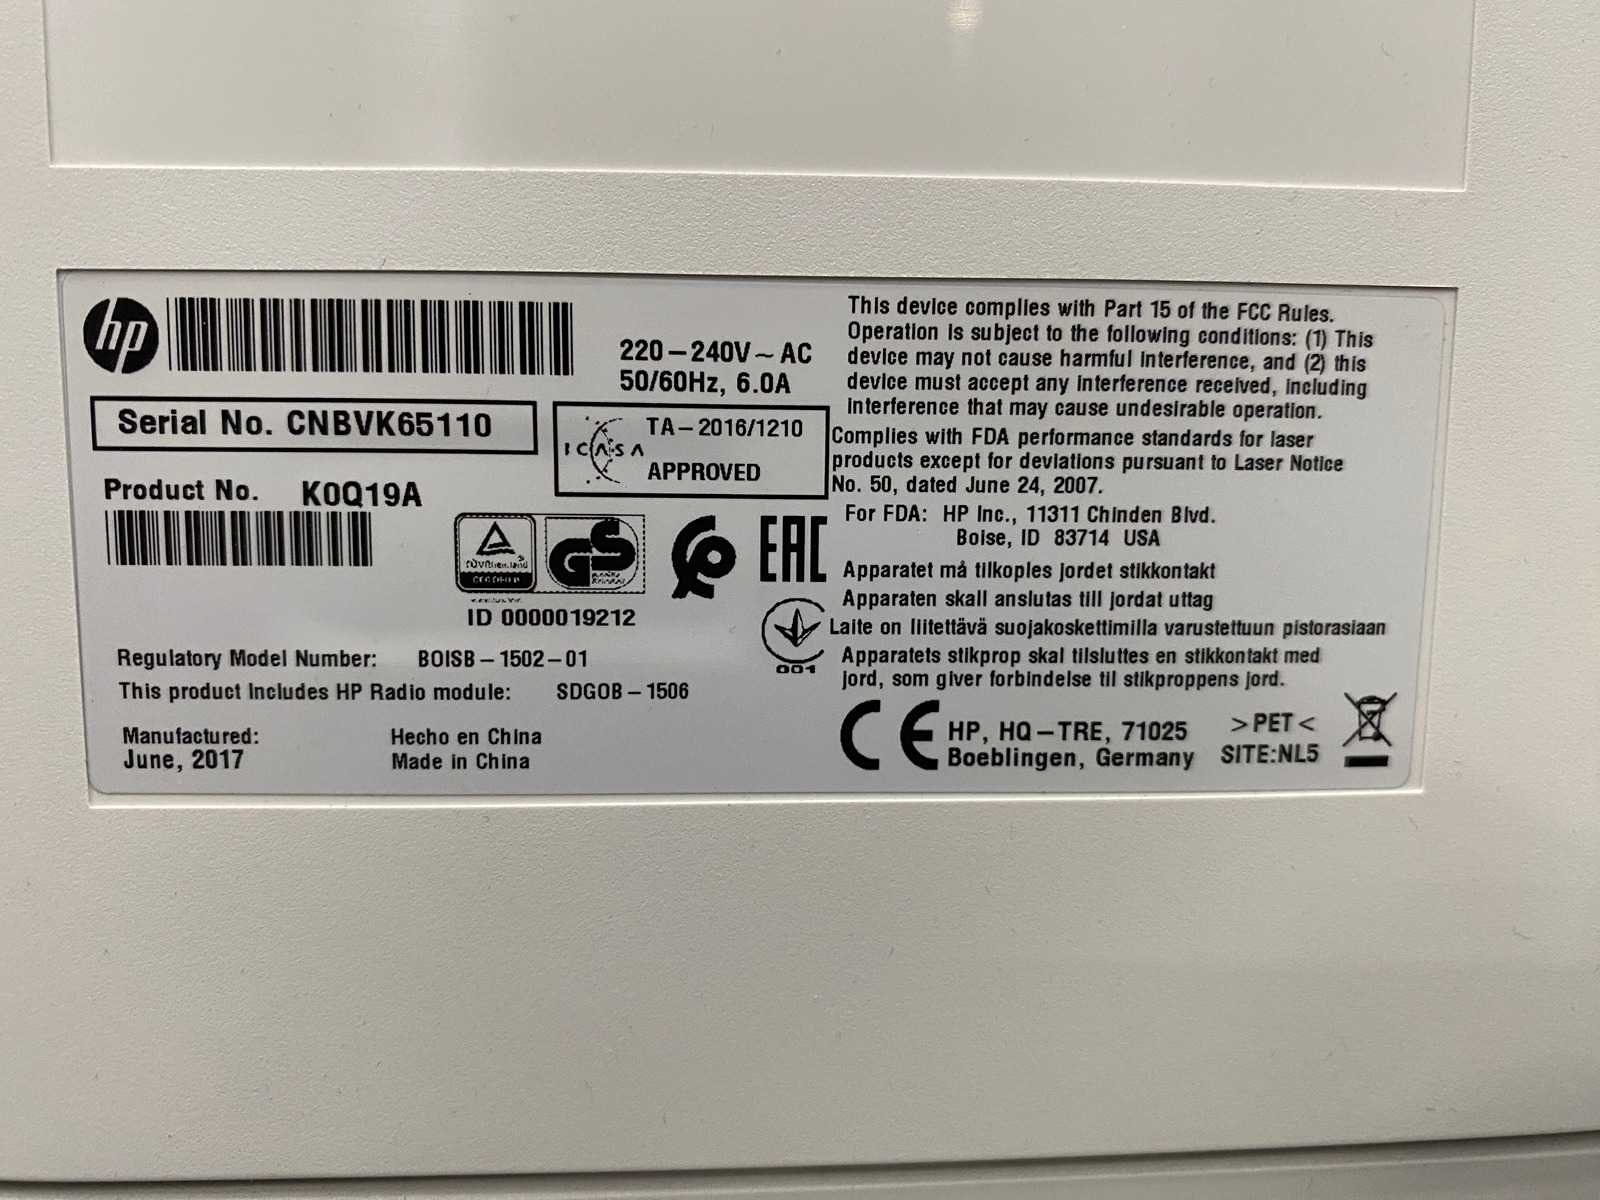 hp
220-240V~AC
50/60Hz, 6.0A
Serial No. CNBVK65110
ICASA
TA-2016/1210
APPROVED
Product No. K0Q19A
TÜVRheinland
CERTIFIED
GS
geprüfte
Sicherheit
EAC
ID 0000019212
001
Regulatory Model Number: BOISB-1502-01
This product Includes HP Radio module: SDGOB-1506
Manufactured:
June, 2017
Hecho en China
Made in China
This device complies with Part 15 of the FCC Rules.
Operation is subject to the following conditions: (1) This
device may not cause harmful interference, and (2) this
device must accept any interference received, including
interference that may cause undesirable operation.
Complies with FDA performance standards for laser
products except for deviations pursuant to Laser Notice
No. 50, dated June 24, 2007.
For FDA: HP Inc., 11311 Chinden Blvd.
Boise, ID 83714 USA
Apparatet må tilkoples jordet stikkontakt
Apparaten skall anslutas till jordat uttag
Laite on liitettävä suojakoskettimilla varustettuun pistorasiaan
Apparatets stikprop skal tilsluttes en stikkontakt med
jord, som giver forbindelse til stikproppens jord.
CE
HP, HQ-TRE, 71025
Boeblingen, Germany
>PET<
SITE:NL5